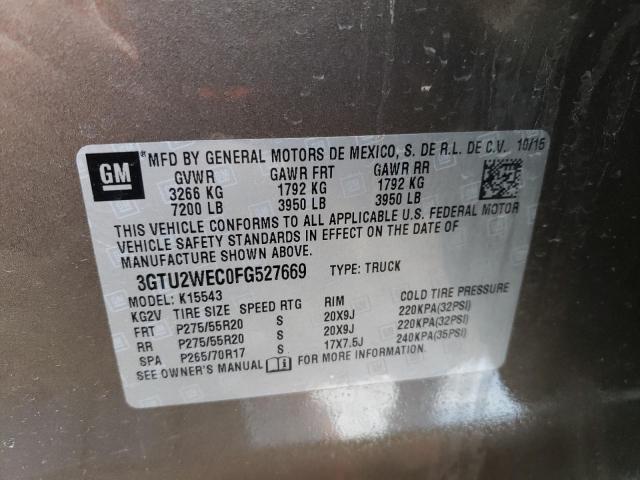 GM ® MFD BY GENERAL MOTORS DE MEXICO, S. DE R.L. DE C.V. 10/15
GVWR GAWR FRT GAWR RR
3266 KG 1792 KG 1792 KG
7200 LB 3950 LB 3950 LB
THIS VEHICLE CONFORMS TO ALL APPLICABLE U.S. FEDERAL MOTOR
VEHICLE SAFETY STANDARDS IN EFFECT ON THE DATE OF
MANUFACTURE SHOWN ABOVE.
3GTU2WEC0FG527669 TYPE: TRUCK
MODEL: K15543
KG2V TIRE SIZE SPEED RTG RIM COLD TIRE PRESSURE
FRT P275/55R20 S 20X9J 220KPA(32PSI)
RR P275/55R20 S 20X9J 220KPA(32PSI)
SPA P265/70R17 S 17X7.5J 240KPA(35PSI)
SEE OWNER'S MANUAL FOR MORE INFORMATION.